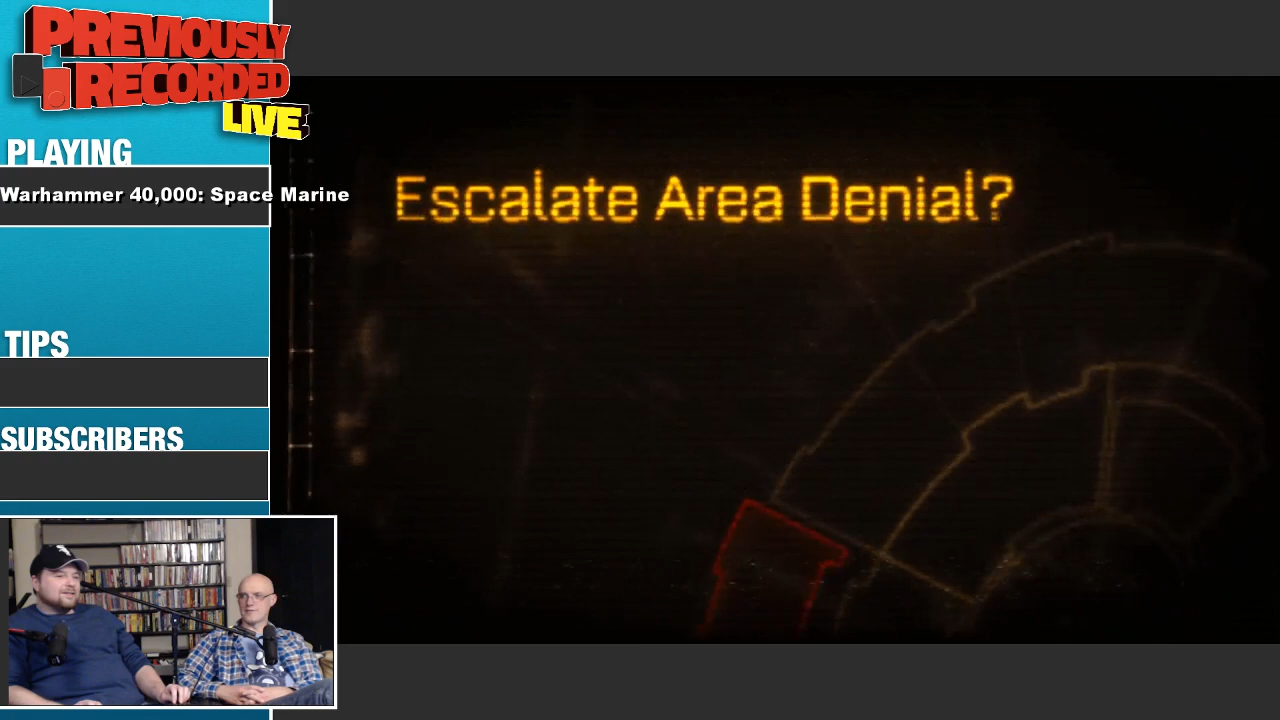 PREVIOUSLY
RECORDED
LIVE
PLAYING
Warhammer 40,000: Space Marine
Escalate Area Denial?
TIPS
SUBSCRIBERS